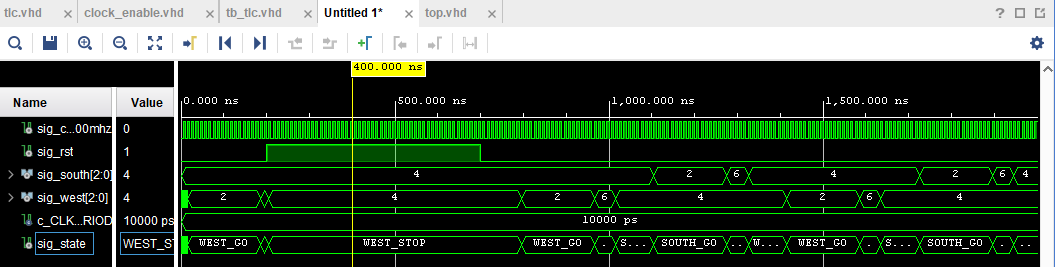 tlc.vhd × clock_enable.vhd × tb_tlc.vhd × Untitled 1* × top.vhd ×
?
400.000 ns
Name Value
0.000 ns 500.000 ns 1,000.000 ns 1,500.000 ns
sig_c...00mhz 0
sig_rst 1
sig_south[2:0] 4 4 2 6 4 2 6 4
sig_west[2:0] 4 2 4 2 6 4 2 6 4
c_CLK...RIOD 10000 ps 10000 ps
sig_state WEST_ST WEST_GO WEST_STOP WEST_GO . S... SOUTH_GO ... W... WEST_GO . S... SOUTH_GO . ...